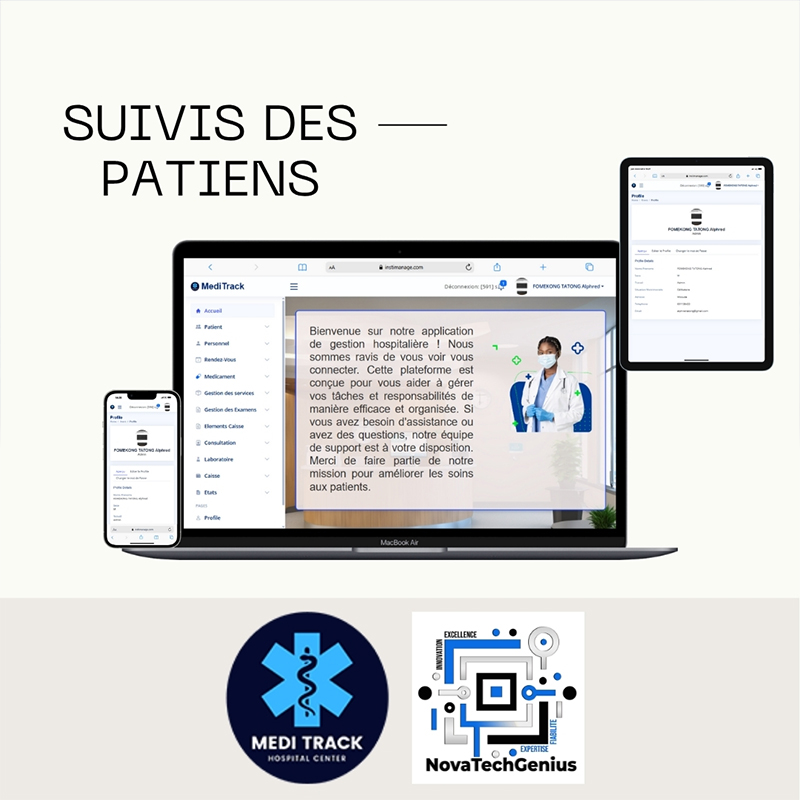 SUIVIS DES
PATIENS
instimanage.com
MediTrack
Déconnexion: [591] s
FOMEKONG TATONG Alphred
Accueil
Patient
Personnel
Rendez-Vous
Medicament
Gestion des services
Gestion des Examens
Elements Caisse
Consultation
Laboratoire
Caisse
Etats
PAGES
Profile
Bienvenue sur notre application
de gestion hospitalière ! Nous
sommes ravis de vous voir vous
connecter. Cette plateforme est
conçue pour vous aider à gérer
vos tâches et responsabilités de
manière efficace et organisée. Si
vous avez besoin d'assistance ou
avez des questions, notre équipe
de support est à votre disposition.
Merci de faire partie de notre
mission pour améliorer les soins
aux patients.
MacBook Air
Profile
FOMEKONG TATONG Alphred
Profile Details
Profile
FOMEKONG TATONG Alphred
Profile Details
MEDI TRACK
HOSPITAL CENTER
INNOVATION
EXCELLENCE
EXPERTISE
FIABILITE
NovaTechGenius